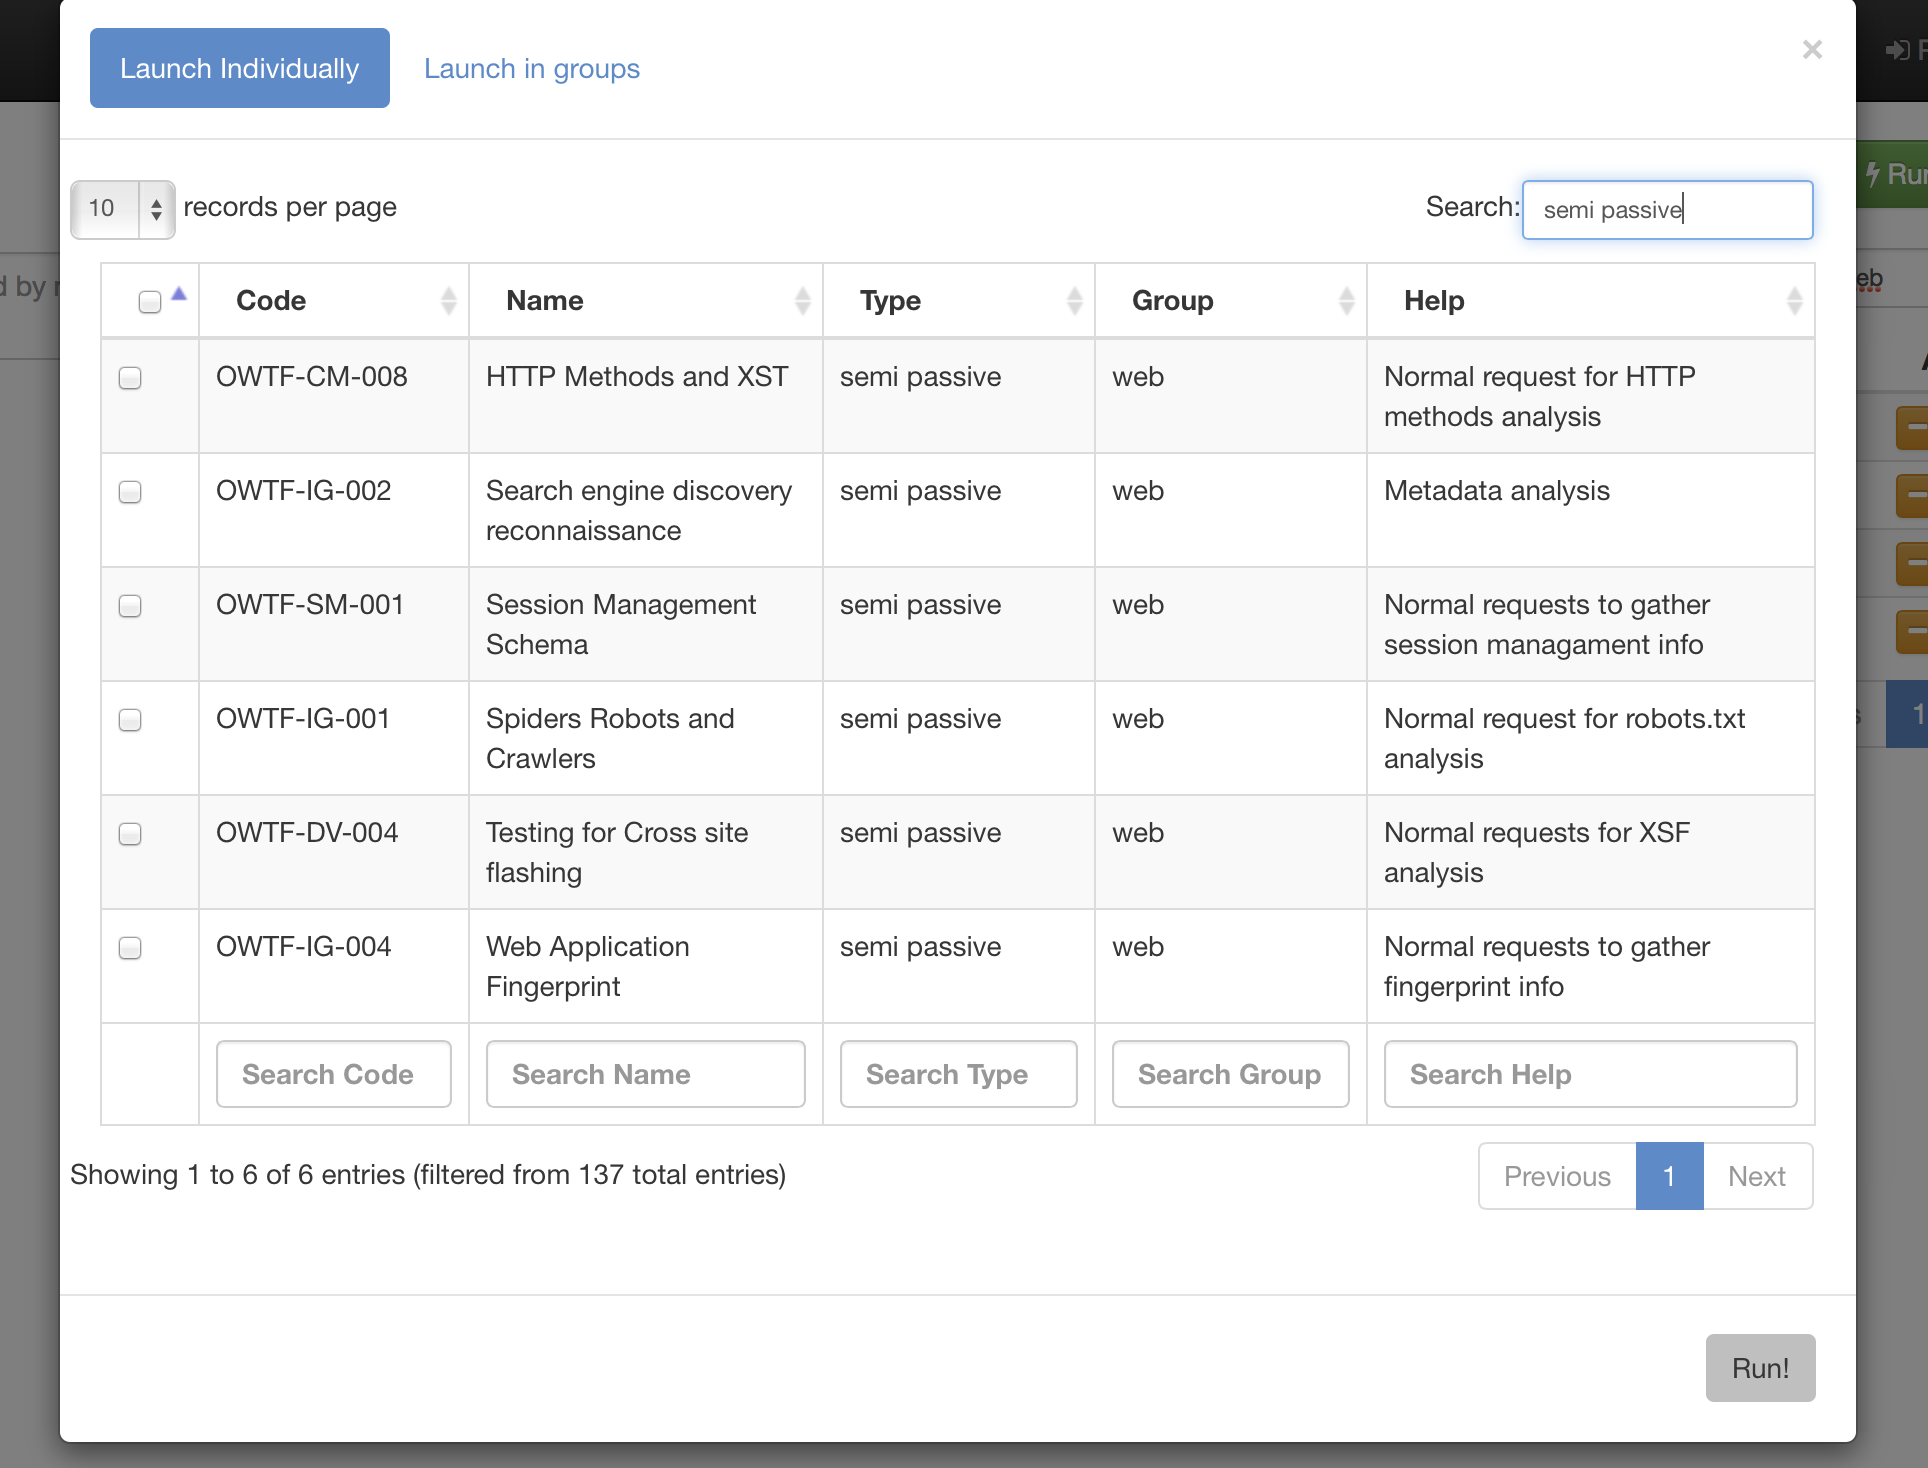 Launch Individually Launch in groups ×
10 records per page Search: semi passive
Run
d by
eb
Code Name Type Group Help
OWTF-CM-008 HTTP Methods and XST semi passive web Normal request for HTTP
methods analysis
OWTF-IG-002 Search engine discovery semi passive web Metadata analysis
reconnaissance
OWTF-SM-001 Session Management semi passive web Normal requests to gather
Schema session managament info
OWTF-IG-001 Spiders Robots and semi passive web Normal request for robots.txt
Crawlers analysis
1
OWTF-DV-004 Testing for Cross site semi passive web Normal requests for XSF
flashing analysis
OWTF-IG-004 Web Application semi passive web Normal requests to gather
Fingerprint fingerprint info
Search Code Search Name Search Type Search Group Search Help
Showing 1 to 6 of 6 entries (filtered from 137 total entries) Previous 1 Next
Run!